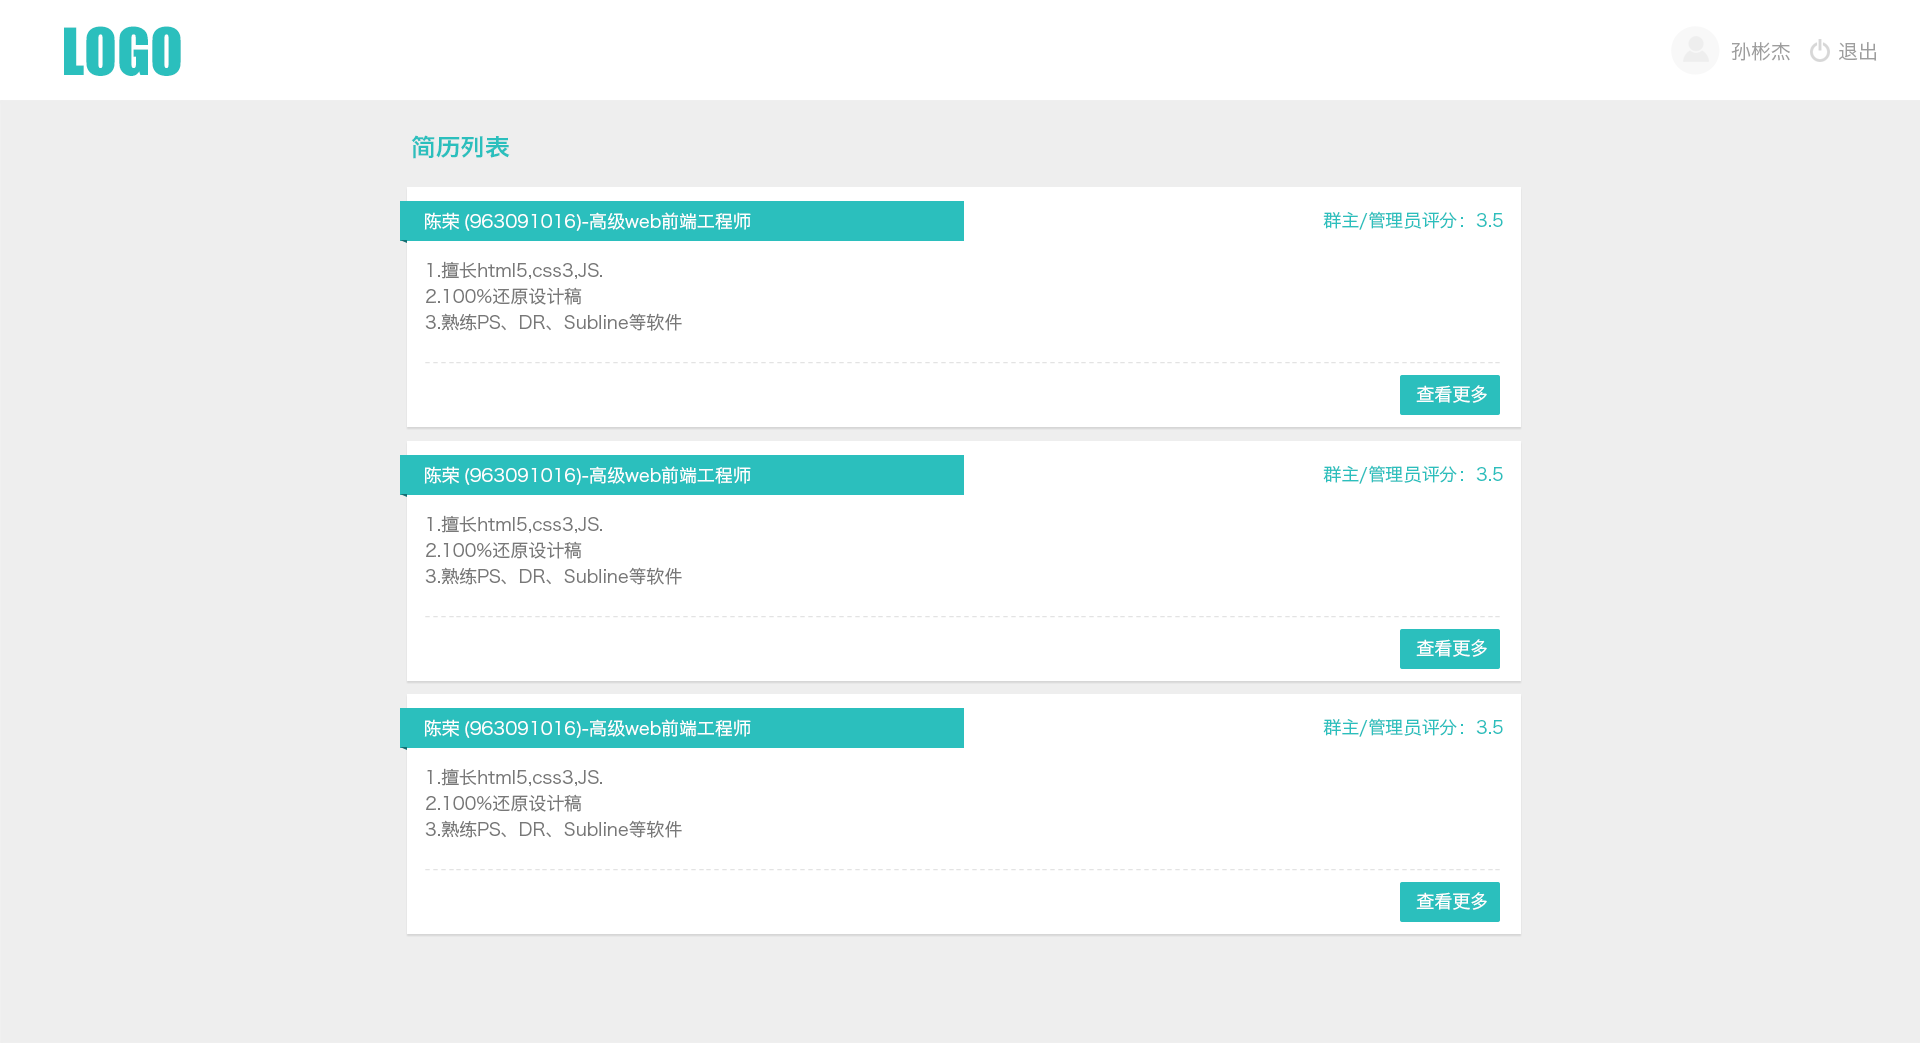 LOGO
孙彬杰 退出
简历列表
陈荣 (963091016)-高级web前端工程师 群主/管理员评分：3.5
1.擅长html5,css3,JS.
2.100%还原设计稿
3.熟练PS、DR、Subline等软件
查看更多
陈荣 (963091016)-高级web前端工程师 群主/管理员评分：3.5
1.擅长html5,css3,JS.
2.100%还原设计稿
3.熟练PS、DR、Subline等软件
查看更多
陈荣 (963091016)-高级web前端工程师 群主/管理员评分：3.5
1.擅长html5,css3,JS.
2.100%还原设计稿
3.熟练PS、DR、Subline等软件
查看更多